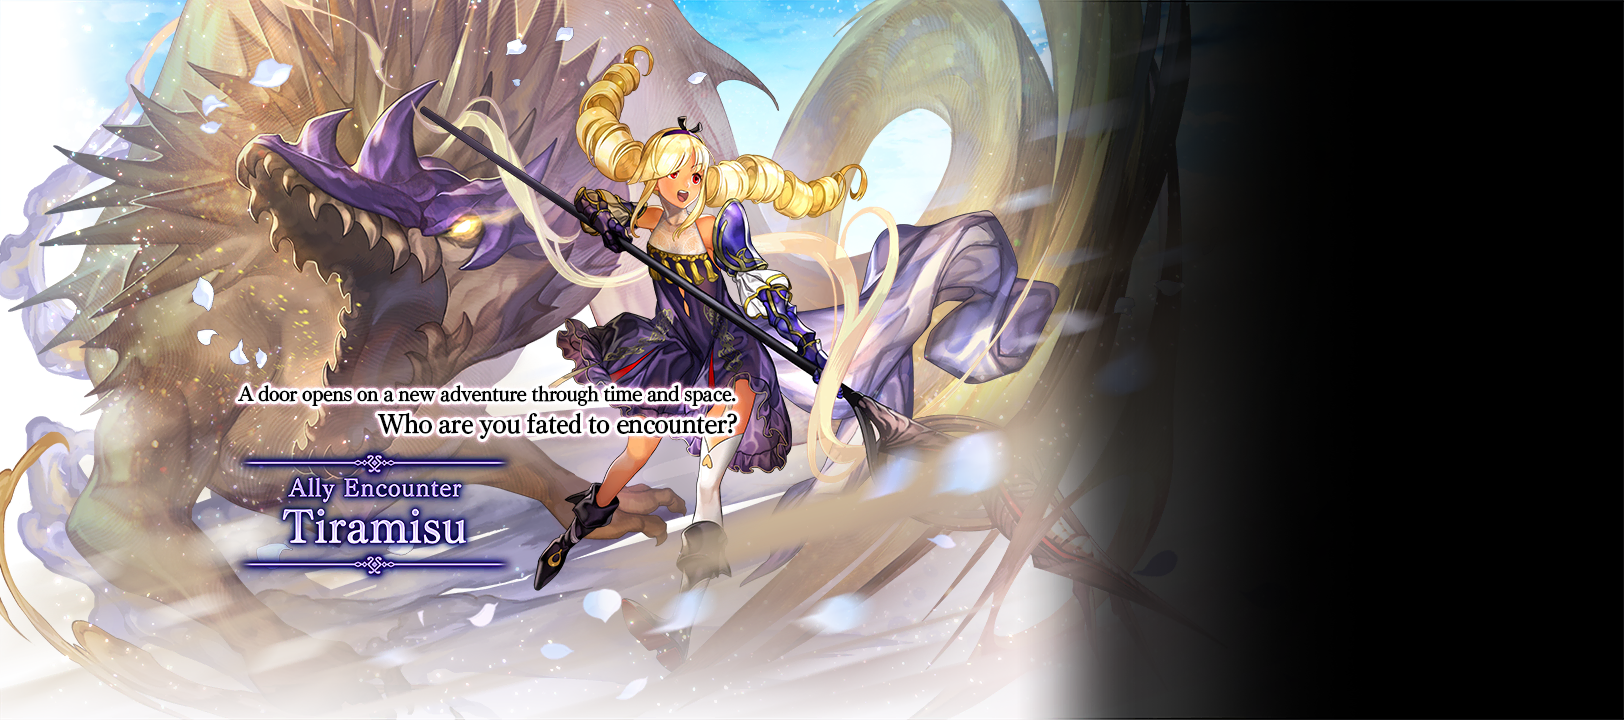 A door opens on a new adventure through time and space.
Who are you fated to encounter?
Ally Encounter
Tiramisu